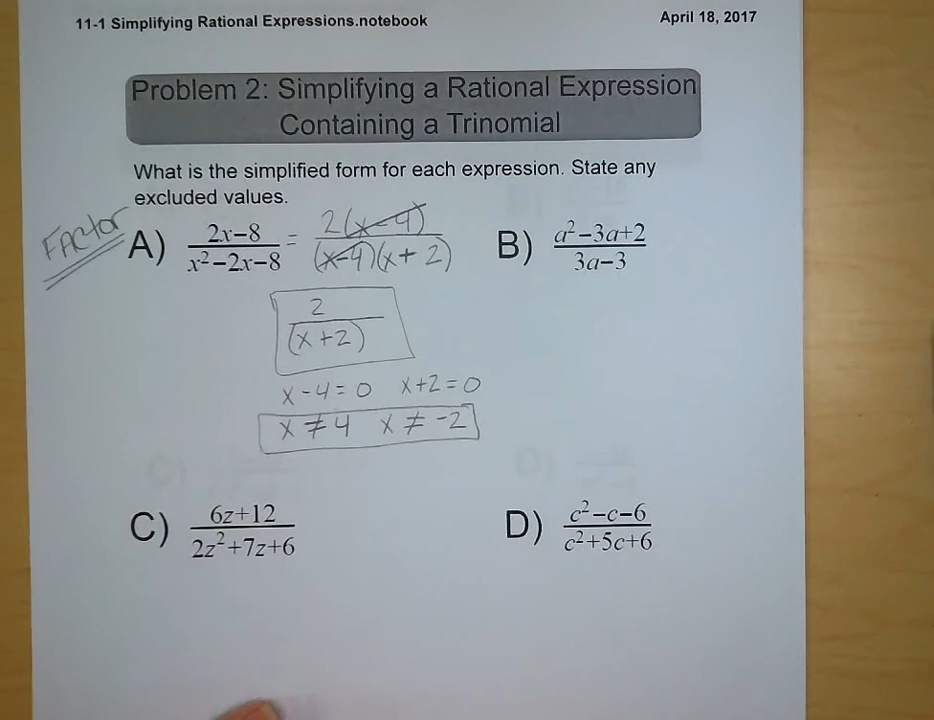 11-1 Simplifying Rational Expressions.notebook
April 18, 2017
Problem 2: Simplifying a Rational Expression
Containing a Trinomial
What is the simplified form for each expression. State any
excluded values.
FACTOR
A) (2x–8)/(x²–2x–8) = 2(x-4)/((x-4)(x+2))
B) (a²–3a+2)/(3a–3)
2/(x+2)
x-4=0 x+2=0
x≠4 x≠-2
C) (6z+12)/(2z²+7z+6)
D) (c²–c–6)/(c²+5c+6)